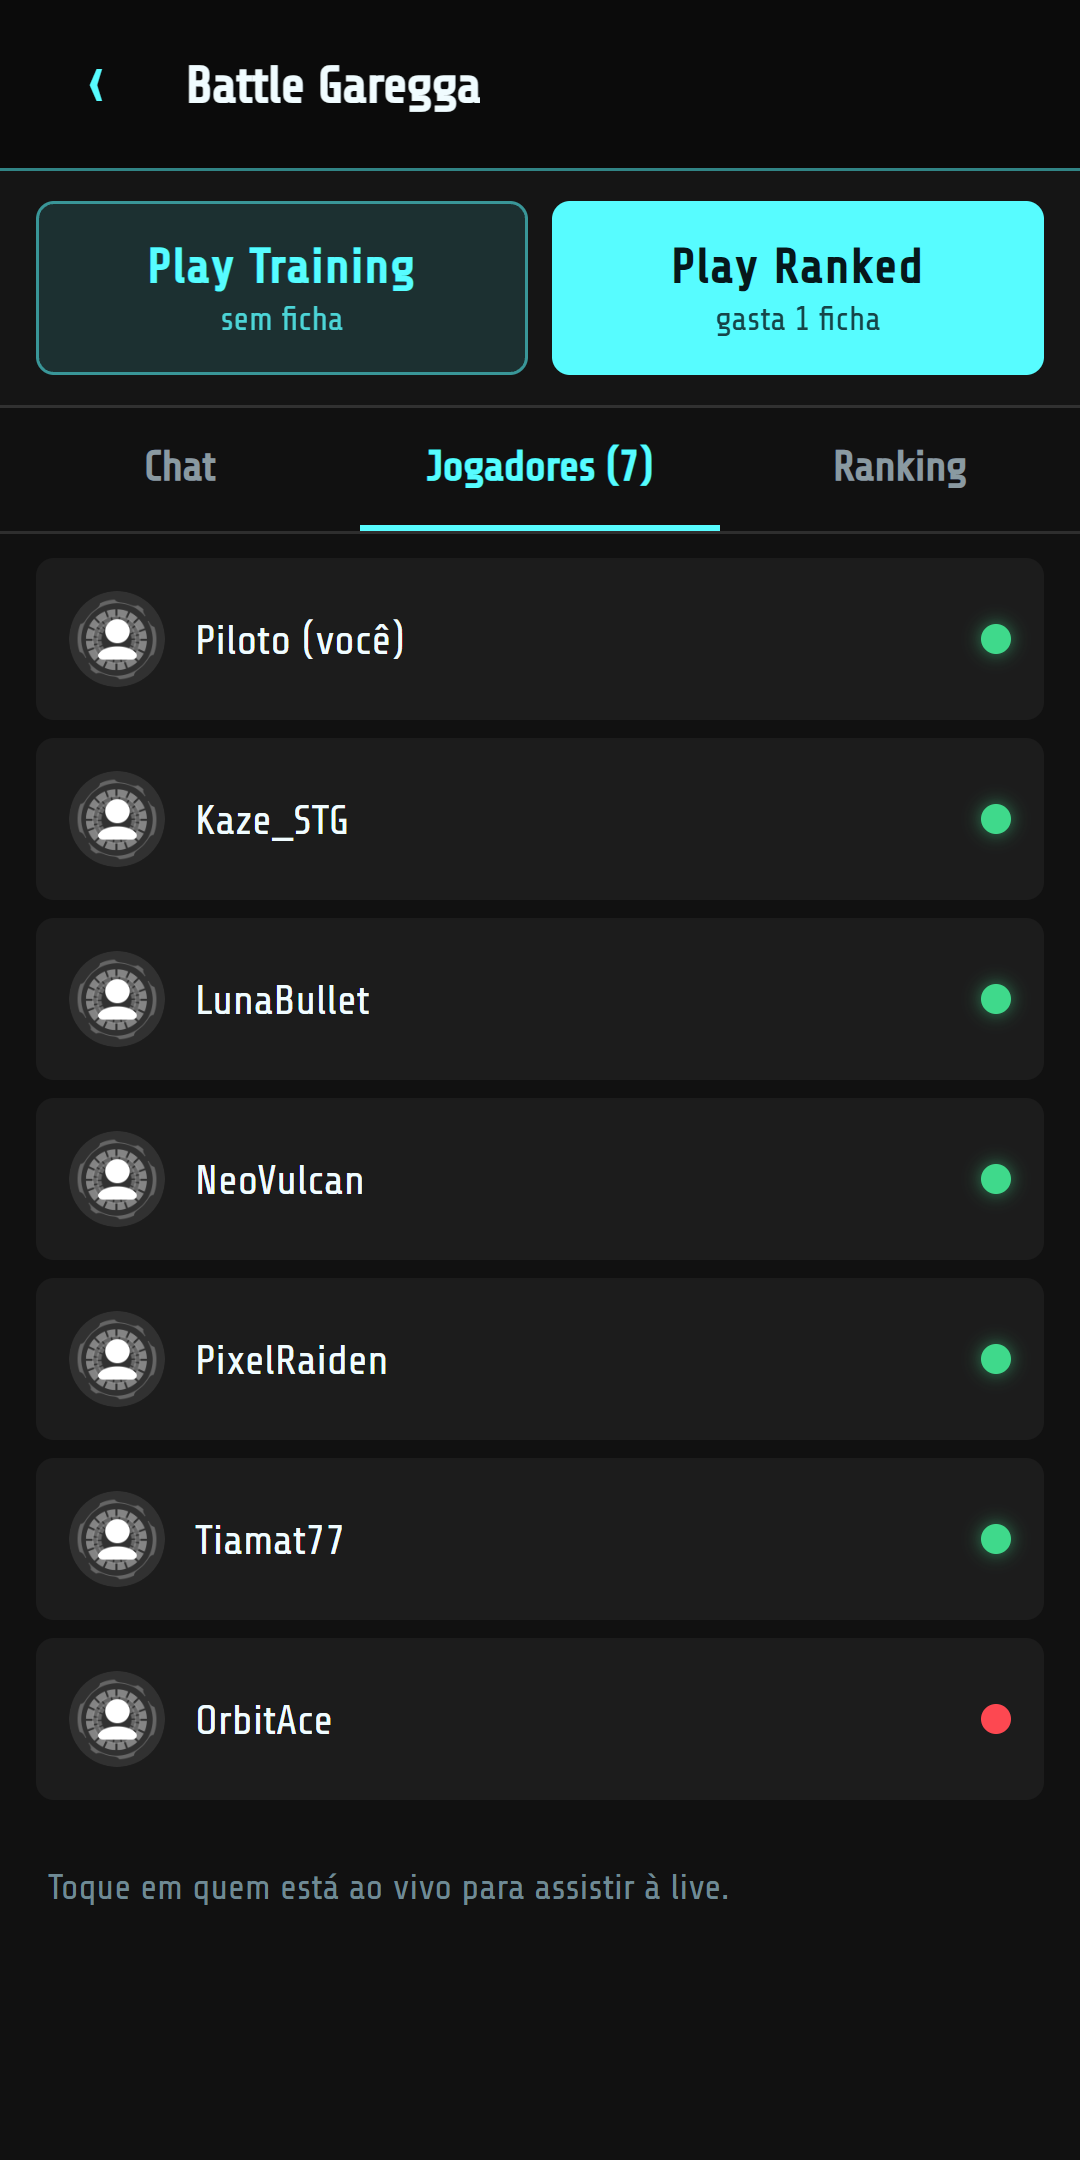 Battle Garegga
Play Training
sem ficha
Play Ranked
gasta 1 ficha
Chat
Jogadores (7)
Ranking
Piloto (você)
Kaze_STG
LunaBullet
NeoVulcan
PixelRaiden
Tiamat77
OrbitAce
Toque em quem está ao vivo para assistir à live.